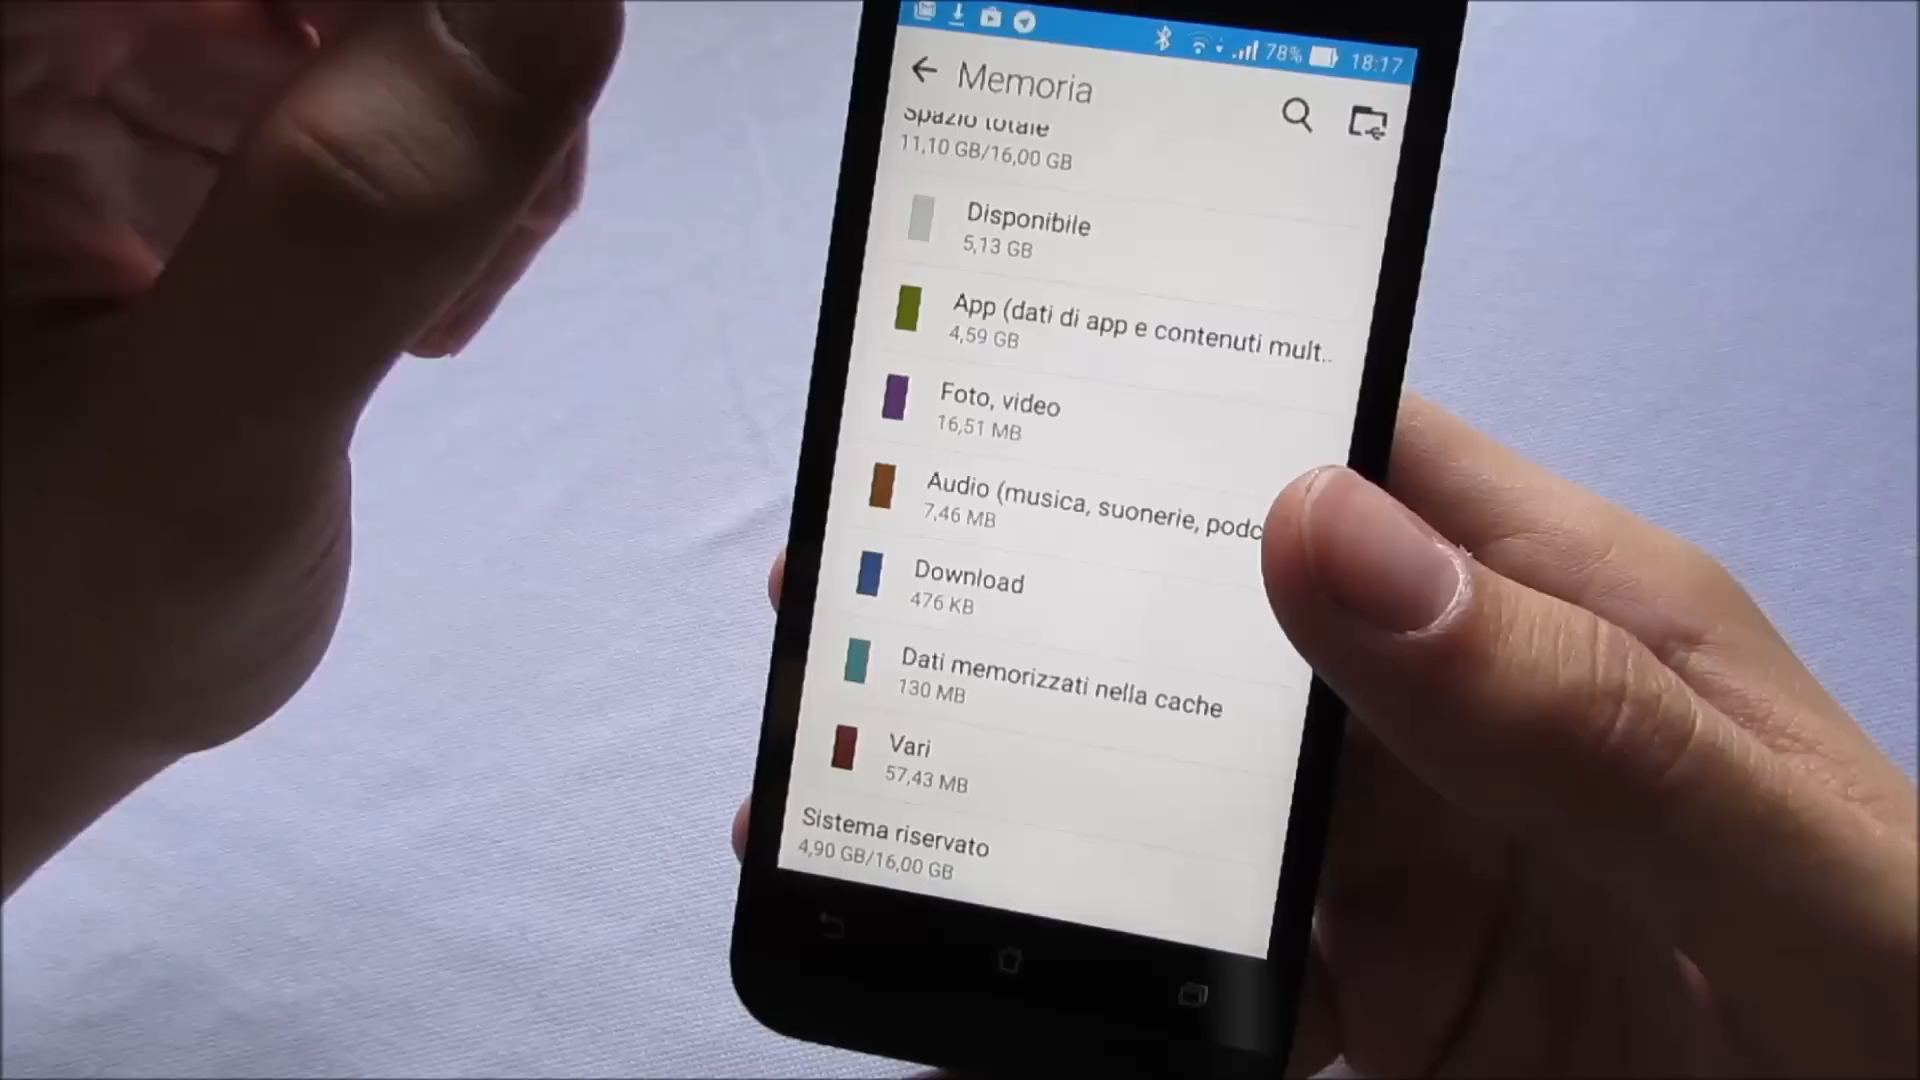 78% 18:17
Memoria
Spazio totale
11,10 GB/16,00 GB
Disponibile
5,13 GB
App (dati di app e contenuti mult..
4,59 GB
Foto, video
16,51 MB
Audio (musica, suonerie, podc
7,46 MB
Download
476 KB
Dati memorizzati nella cache
130 MB
Vari
57,43 MB
Sistema riservato
4,90 GB/16,00 GB